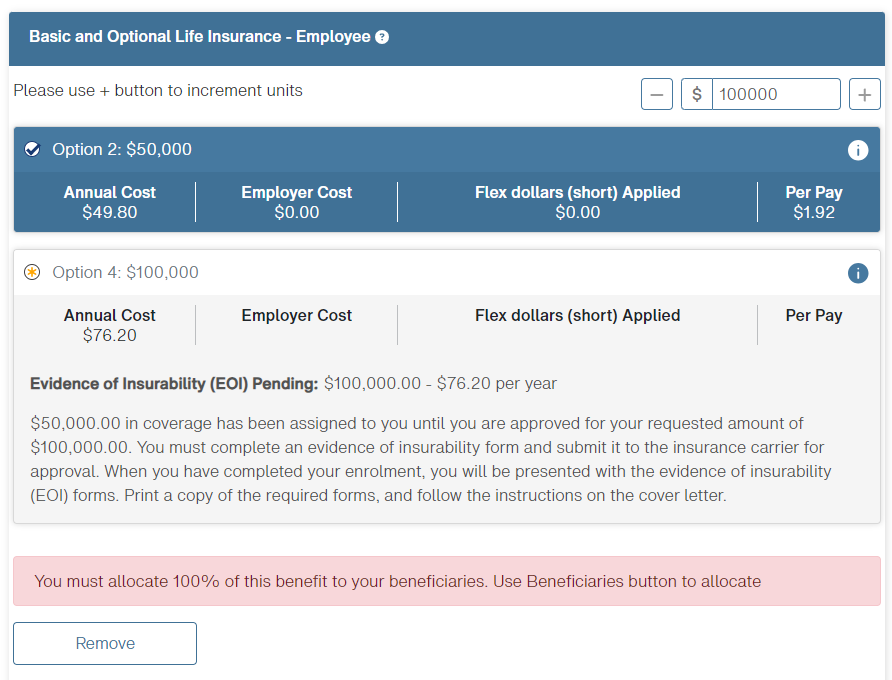 Basic and Optional Life Insurance - Employee ?
Please use + button to increment units
− $ 100000 +
Option 2: $50,000 i
Annual Cost Employer Cost Flex dollars (short) Applied Per Pay
$49.80 $0.00 $0.00 $1.92
Option 4: $100,000 i
Annual Cost Employer Cost Flex dollars (short) Applied Per Pay
$76.20
Evidence of Insurability (EOI) Pending: $100,000.00 - $76.20 per year
$50,000.00 in coverage has been assigned to you until you are approved for your requested amount of
$100,000.00. You must complete an evidence of insurability form and submit it to the insurance carrier for
approval. When you have completed your enrolment, you will be presented with the evidence of insurability
(EOI) forms. Print a copy of the required forms, and follow the instructions on the cover letter.
You must allocate 100% of this benefit to your beneficiaries. Use Beneficiaries button to allocate
Remove